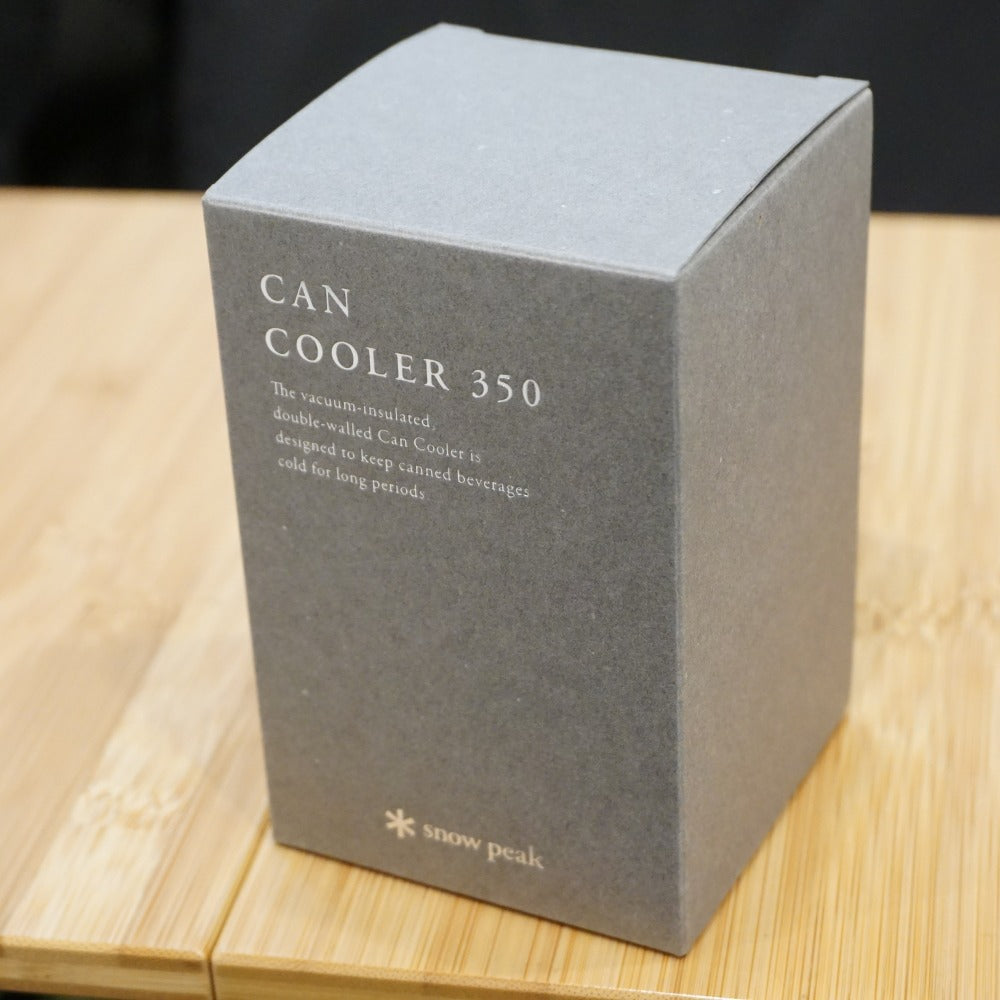 CAN
COOLER 350
The vacuum-insulated,
double-walled Can Cooler is
designed to keep canned beverages
cold for long periods
snow peak